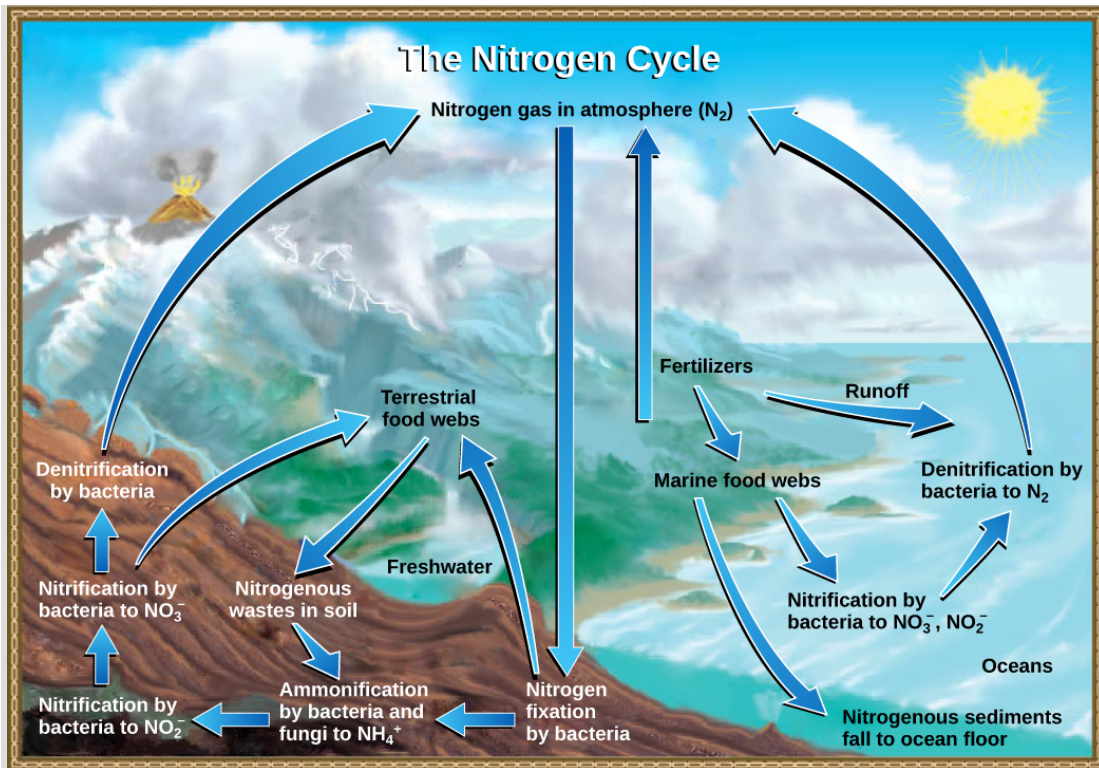 The Nitrogen Cycle
Nitrogen gas in atmosphere (N₂)
Fertilizers
Runoff
Terrestrial
food webs
Denitrification
by bacteria
Marine food webs
Denitrification by
bacteria to N₂
Freshwater
Nitrification by
bacteria to NO₃⁻
Nitrogenous
wastes in soil
Nitrification by
bacteria to NO₃⁻, NO₂⁻
Oceans
Nitrification by
bacteria to NO₂⁻
Ammonification
by bacteria and
fungi to NH₄⁺
Nitrogen
fixation
by bacteria
Nitrogenous sediments
fall to ocean floor